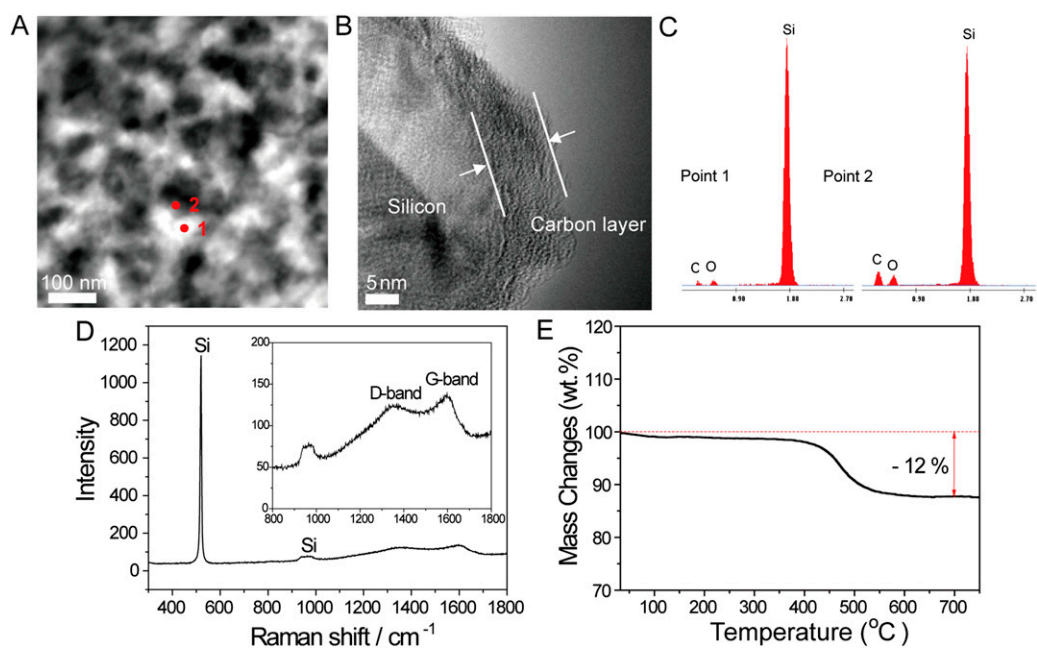 A
2
1
100 nm
B
Silicon
Carbon layer
5 nm
C
Si
Si
Point 1
Point 2
C O
C O
0.90 1.80 2.70
0.90 1.80 2.70
D
Si
1200
1000
800
600
400
200
0
Intensity
200
150
100
50
0
D-band
G-band
800 1000 1200 1400 1600 1800
Si
400 600 800 1000 1200 1400 1600 1800
Raman shift / cm⁻¹
E
120
110
100
90
80
70
Mass Changes (wt.%)
- 12 %
100 200 300 400 500 600 700
Temperature (°C)